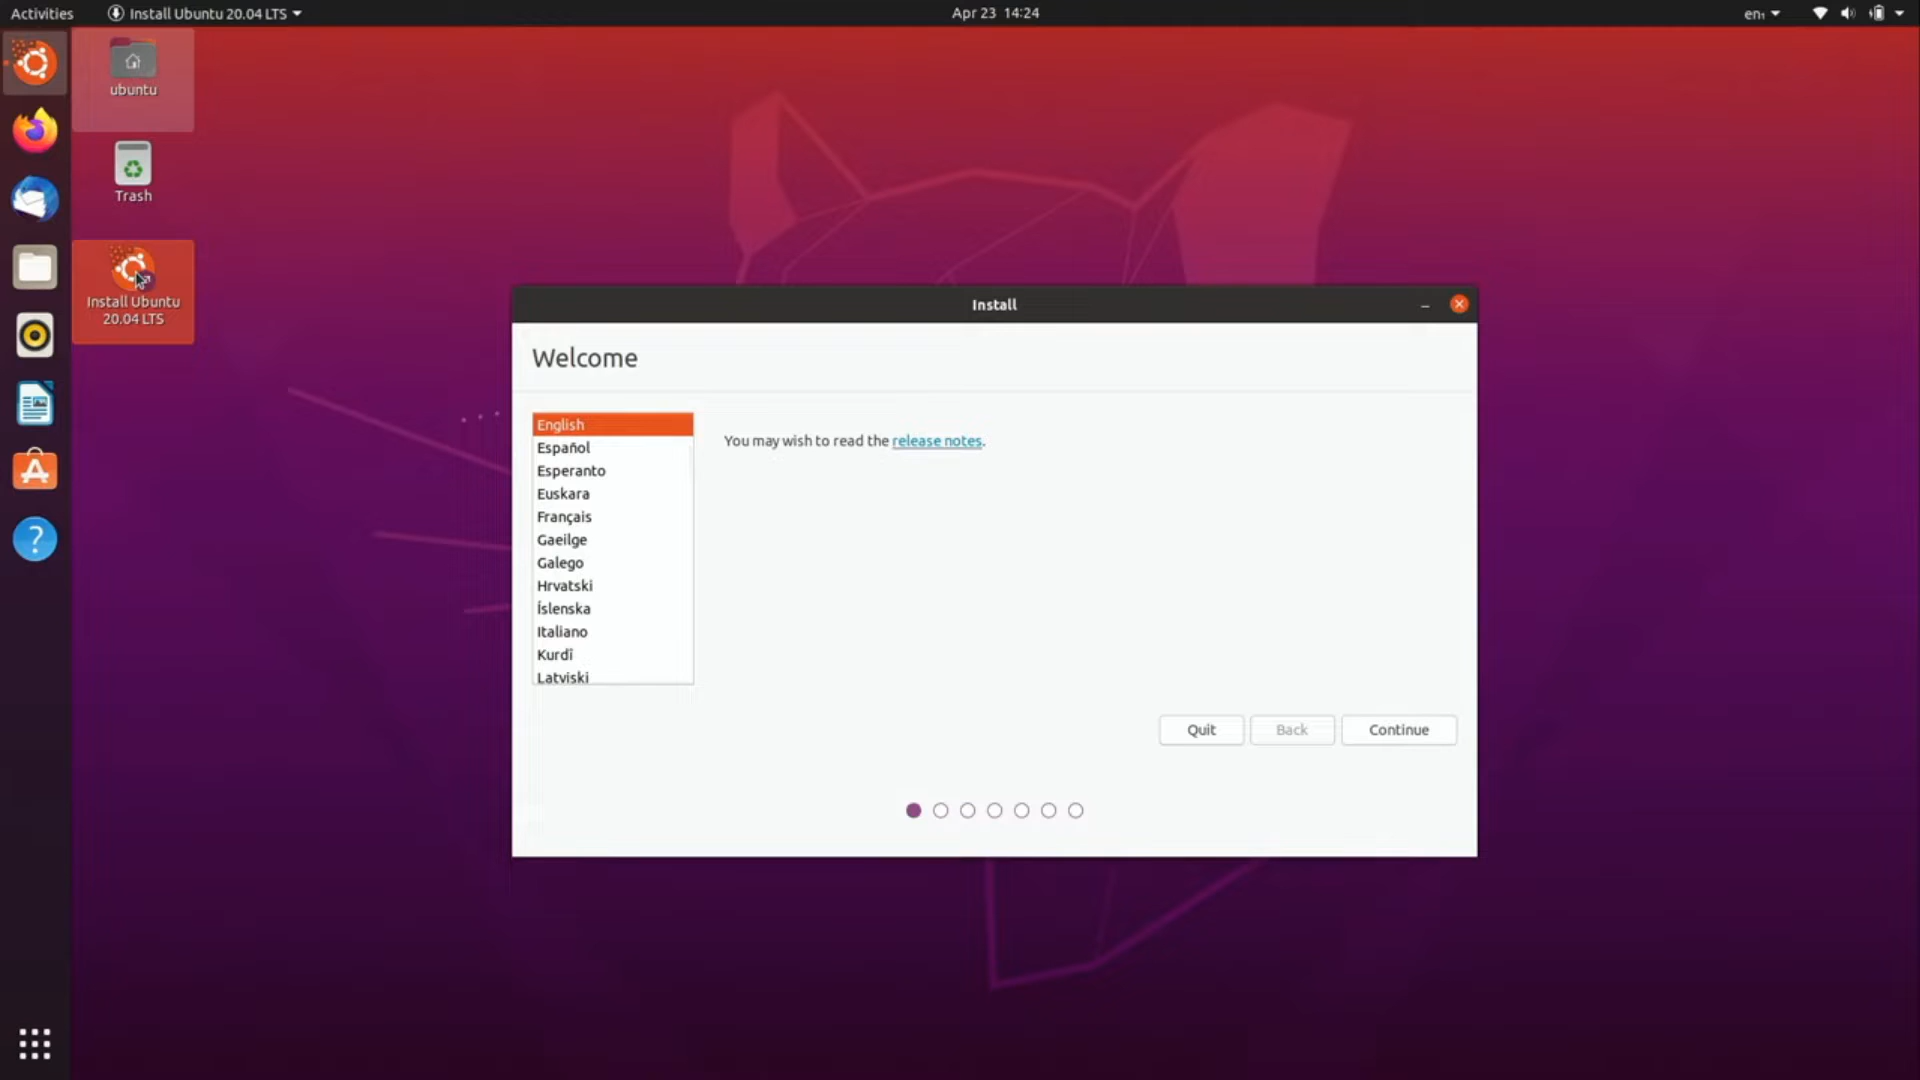 Activities
Install Ubuntu 20.04 LTS
Apr 23 14:24
en₁
ubuntu
Trash
Install Ubuntu
20.04 LTS
Install
Welcome
English
Español
Esperanto
Euskara
Français
Gaeilge
Galego
Hrvatski
Íslenska
Italiano
Kurdî
Latviski
You may wish to read the release notes.
Quit
Back
Continue
?